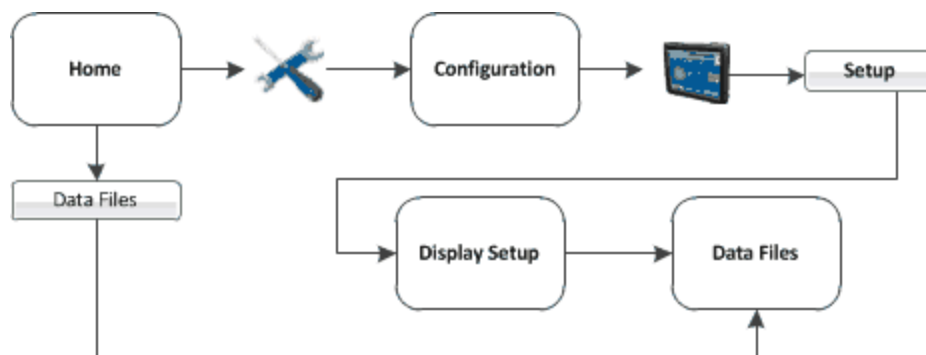 Home
Configuration
Setup
Data Files
Display Setup
Data Files